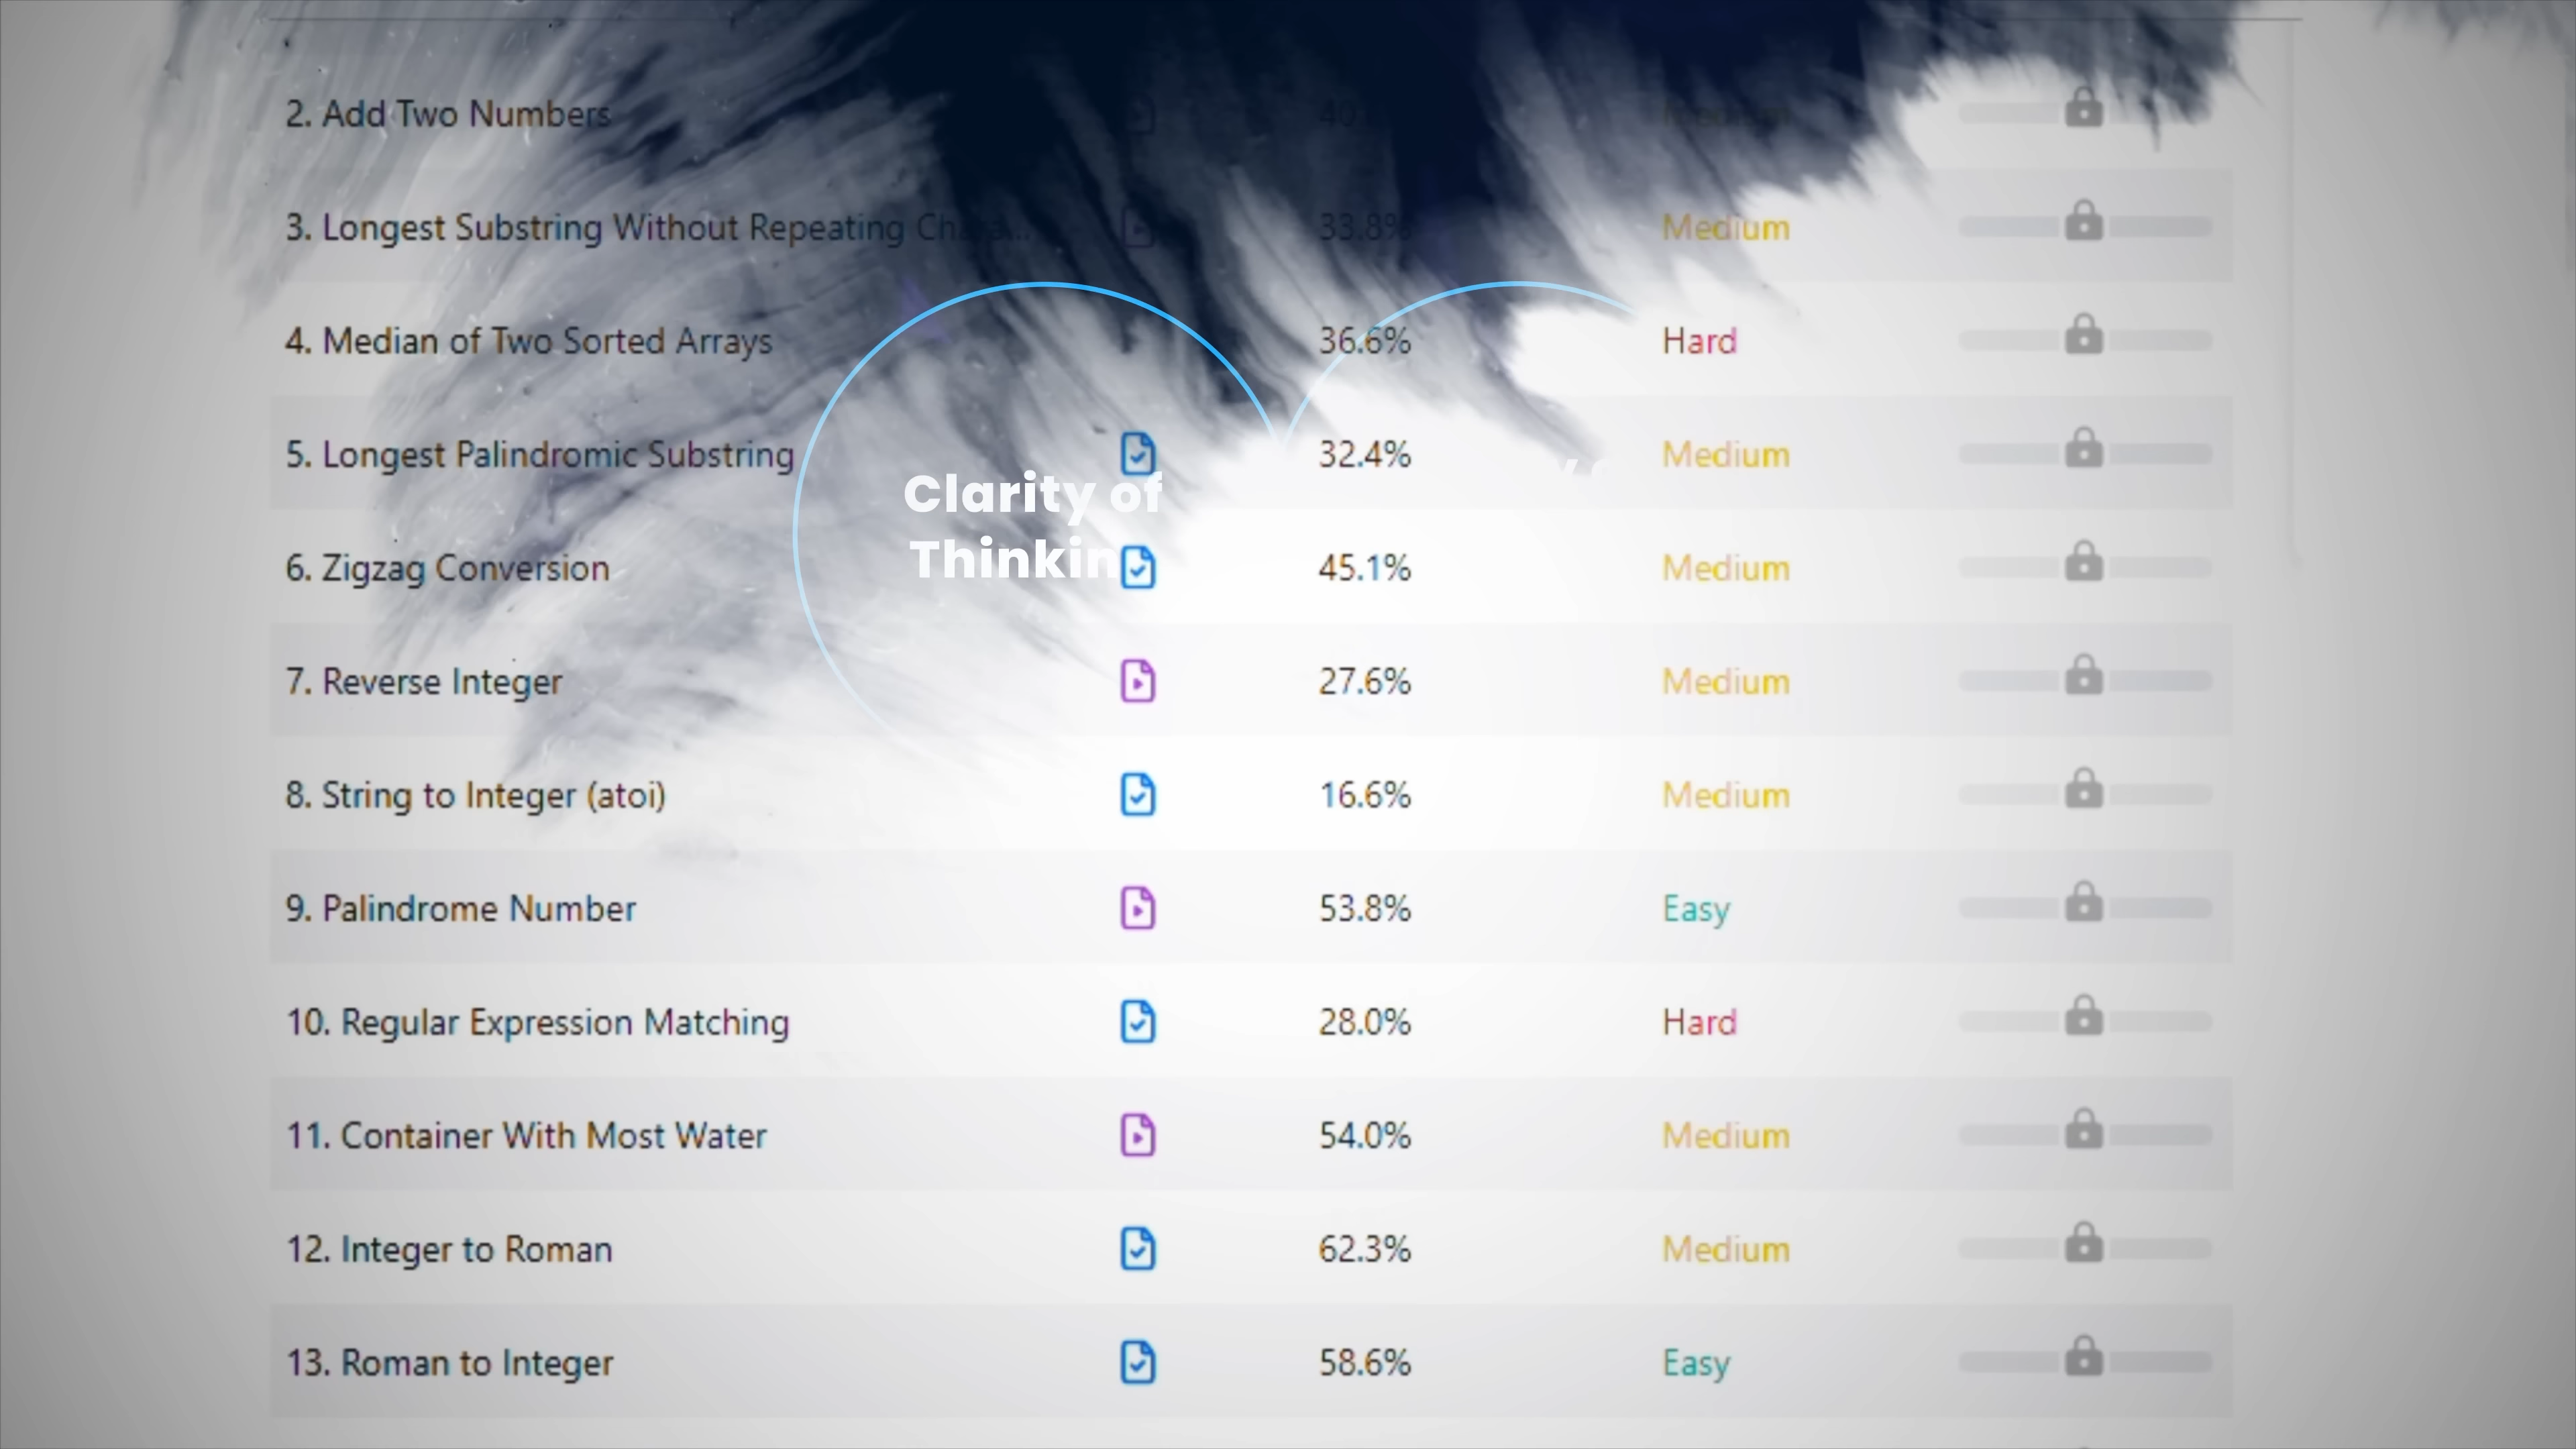 2. Add Two Numbers 40
3. Longest Substring Without Repeating Chara... 33.8% Medium
4. Median of Two Sorted Arrays 36.6% Hard
5. Longest Palindromic Substring 32.4% Medium
Clarity of
Thinkin
6. Zigzag Conversion 45.1% Medium
7. Reverse Integer 27.6% Medium
8. String to Integer (atoi) 16.6% Medium
9. Palindrome Number 53.8% Easy
10. Regular Expression Matching 28.0% Hard
11. Container With Most Water 54.0% Medium
12. Integer to Roman 62.3% Medium
13. Roman to Integer 58.6% Easy